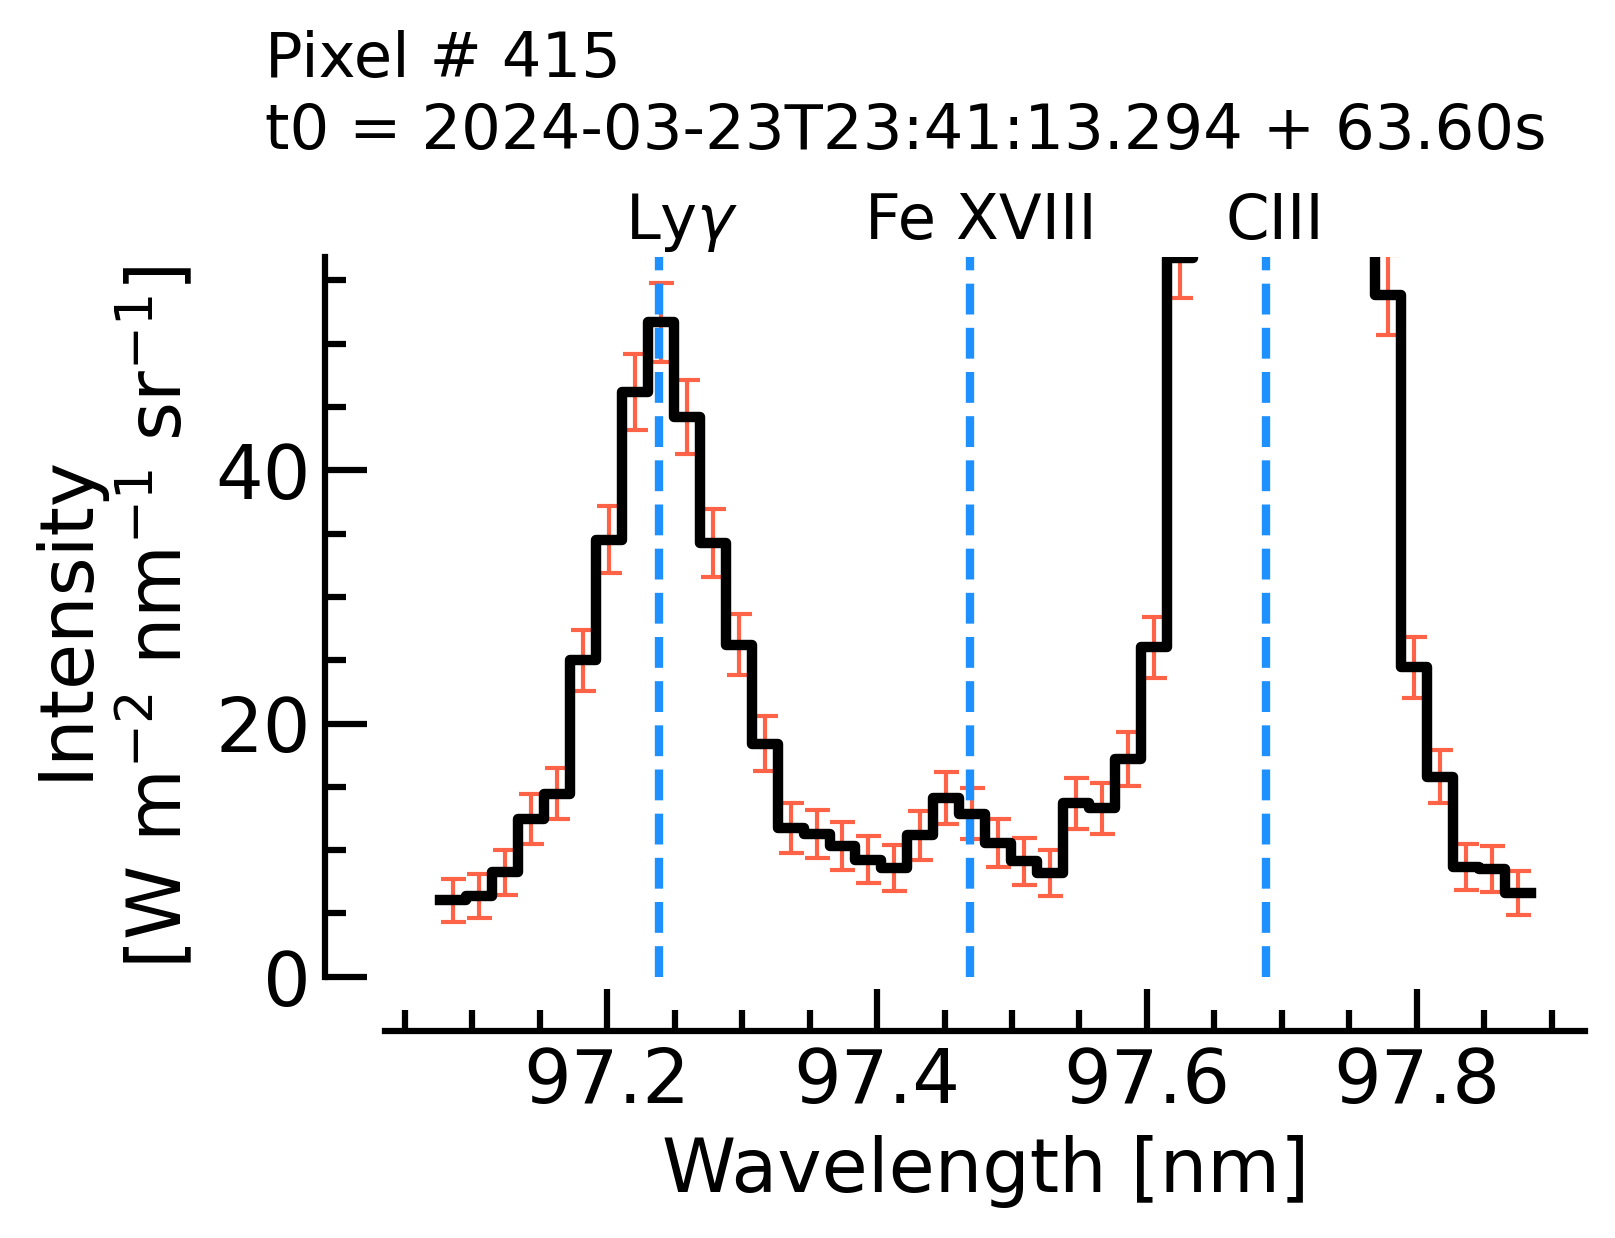 Pixel # 415
t0 = 2024-03-23T23:41:13.294 + 63.60s
Lyγ Fe XVIII CIII
Intensity
[W m⁻² nm⁻¹ sr⁻¹]
40
20
0
97.2 97.4 97.6 97.8
Wavelength [nm]